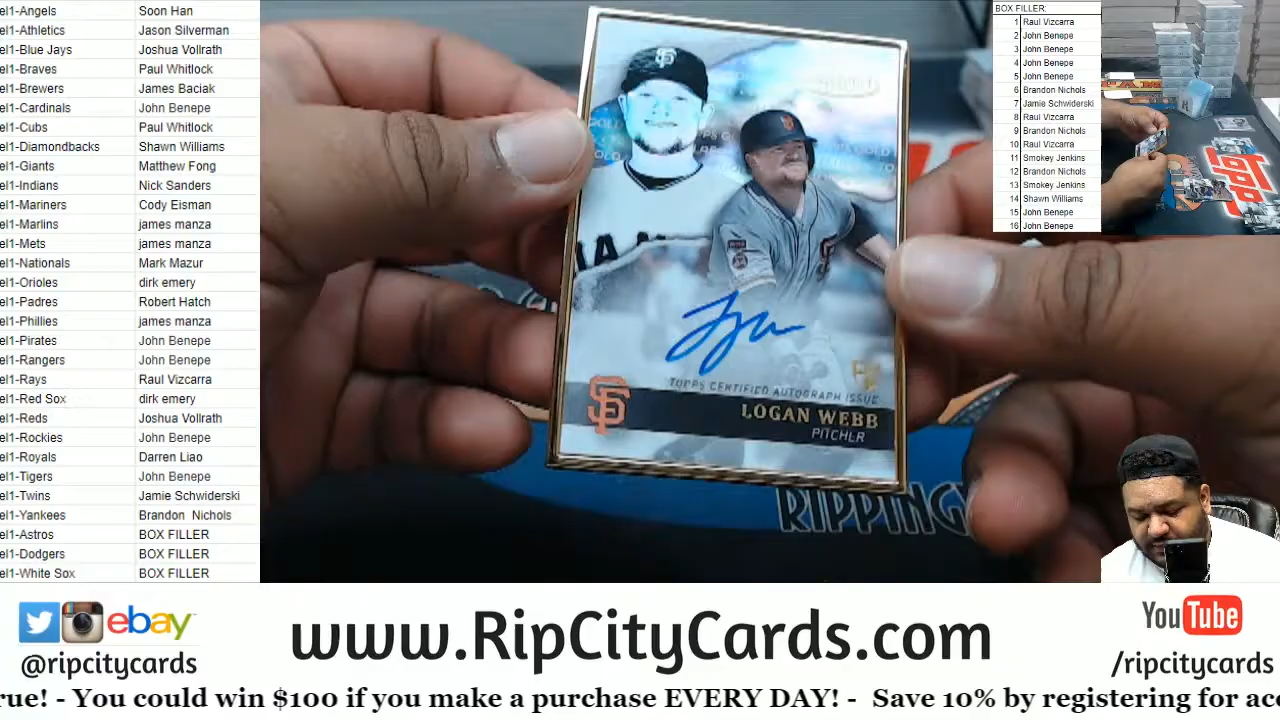 el1-Angels Soon Han
el1-Athletics Jason Silverman
el1-Blue Jays Joshua Vollrath
el1-Braves Paul Whitlock
el1-Brewers James Baciak
el1-Cardinals John Benepe
el1-Cubs Paul Whitlock
el1-Diamondbacks Shawn Williams
el1-Giants Matthew Fong
el1-Indians Nick Sanders
el1-Mariners Cody Eisman
el1-Marlins james manza
el1-Mets james manza
el1-Nationals Mark Mazur
el1-Orioles dirk emery
el1-Padres Robert Hatch
el1-Phillies james manza
el1-Pirates John Benepe
el1-Rangers John Benepe
el1-Rays Raul Vizcarra
el1-Red Sox dirk emery
el1-Reds Joshua Vollrath
el1-Rockies John Benepe
el1-Royals Darren Liao
el1-Tigers John Benepe
el1-Twins Jamie Schwiderski
el1-Yankees Brandon Nichols
el1-Astros BOX FILLER
el1-Dodgers BOX FILLER
el1-White Sox BOX FILLER
SF
TOPPS CERTIFIED AUTOGRAPH ISSUE
LOGAN WEBB
PITCHER
RIPPING
BOX FILLER:
1 Raul Vizcarra
2 John Benepe
3 John Benepe
4 John Benepe
5 John Benepe
6 Brandon Nichols
7 Jamie Schwiderski
8 Raul Vizcarra
9 Brandon Nichols
10 Raul Vizcarra
11 Smokey Jenkins
12 Brandon Nichols
13 Smokey Jenkins
14 Shawn Williams
15 John Benepe
16 John Benepe
topps
ebay
@ripcitycards
www.RipCityCards.com
YouTube
/ripcitycards
rue! - You could win $100 if you make a purchase EVERY DAY! - Save 10% by registering for acc